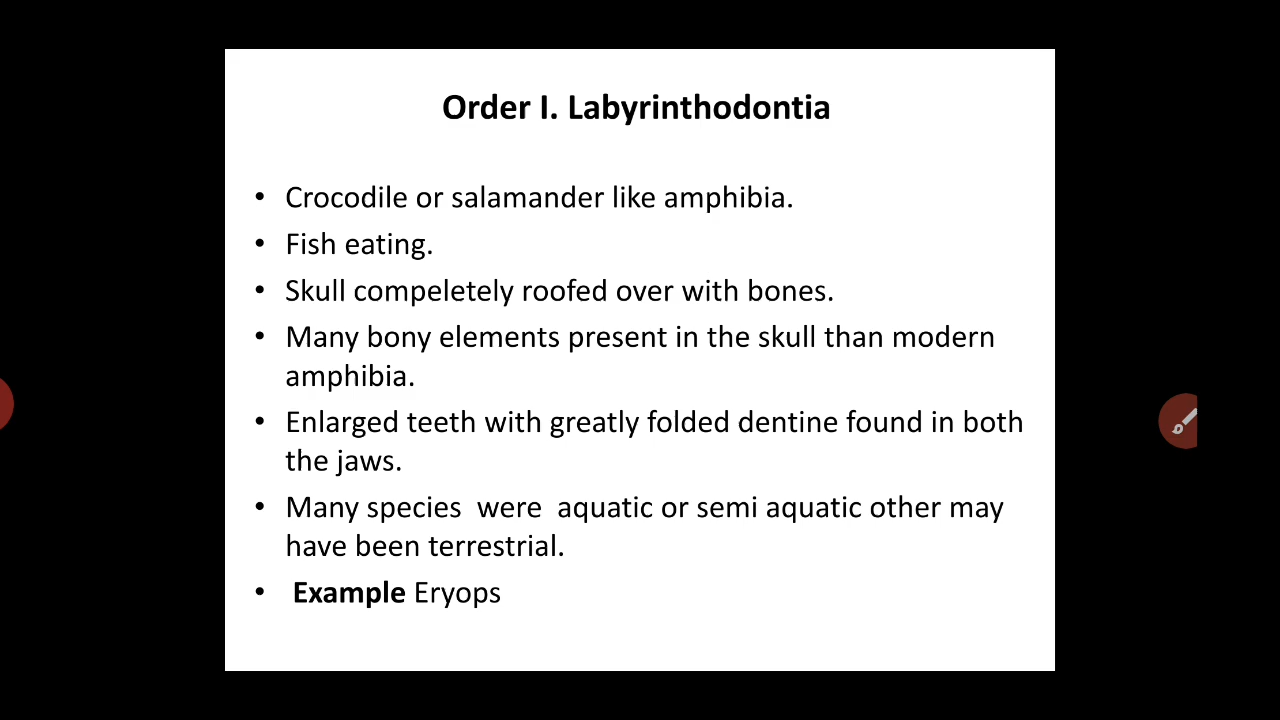 Order I. Labyrinthodontia
• Crocodile or salamander like amphibia.
• Fish eating.
• Skull compeletely roofed over with bones.
• Many bony elements present in the skull than modern
amphibia.
• Enlarged teeth with greatly folded dentine found in both
the jaws.
• Many species  were  aquatic or semi aquatic other may
have been terrestrial.
• Example Eryops